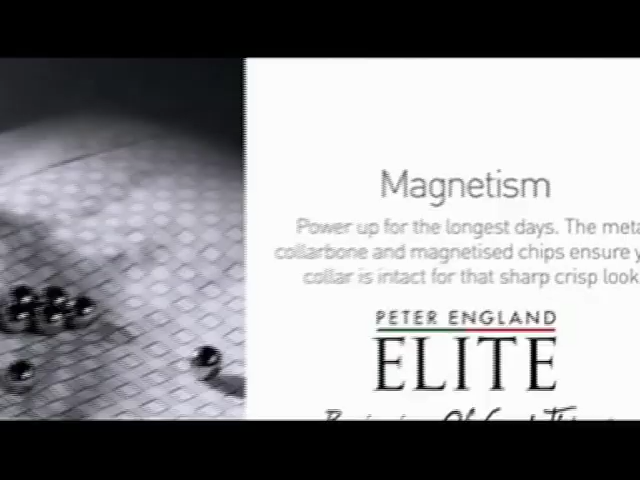 Magnetism
Power up for the longest days. The meta
collarbone and magnetised chips ensure y
collar is intact for that sharp crisp look
PETER ENGLAND
ELITE